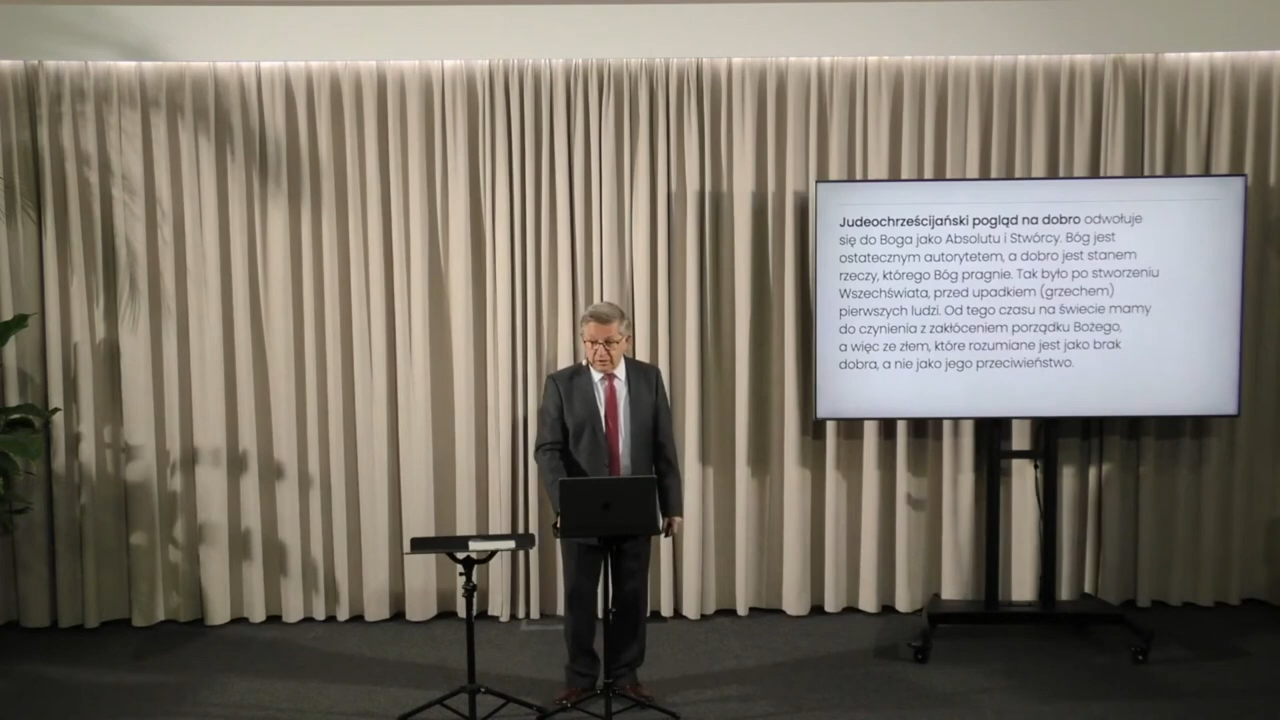 Judeochrześcijański pogląd na dobro odwołuje
się do Boga jako Absolutu i Stwórcy. Bóg jest
ostatecznym autorytetem, a dobro jest stanem
rzeczy, którego Bóg pragnie. Tak było po stworzeniu
Wszechświata, przed upadkiem (grzechem)
pierwszych ludzi. Od tego czasu na świecie mamy
do czynienia z zakłóceniem porządku Bożego,
a więc ze złem, które rozumiane jest jako brak
dobra, a nie jako jego przeciwieństwo.